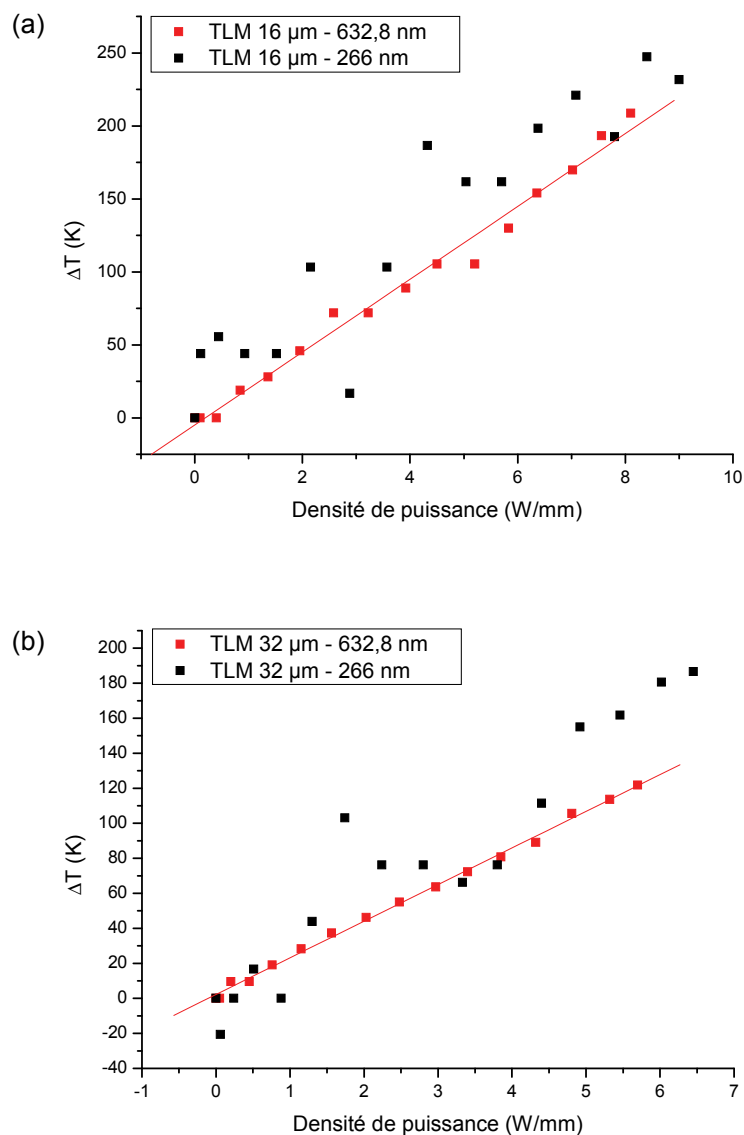 (a)
TLM 16 µm - 632,8 nm
TLM 16 µm - 266 nm
250
200
150
100
50
0
ΔT (K)
0 2 4 6 8 10
Densité de puissance (W/mm)
(b)
TLM 32 µm - 632,8 nm
TLM 32 µm - 266 nm
200
180
160
140
120
100
80
60
40
20
0
-20
-40
ΔT (K)
-1 0 1 2 3 4 5 6 7
Densité de puissance (W/mm)